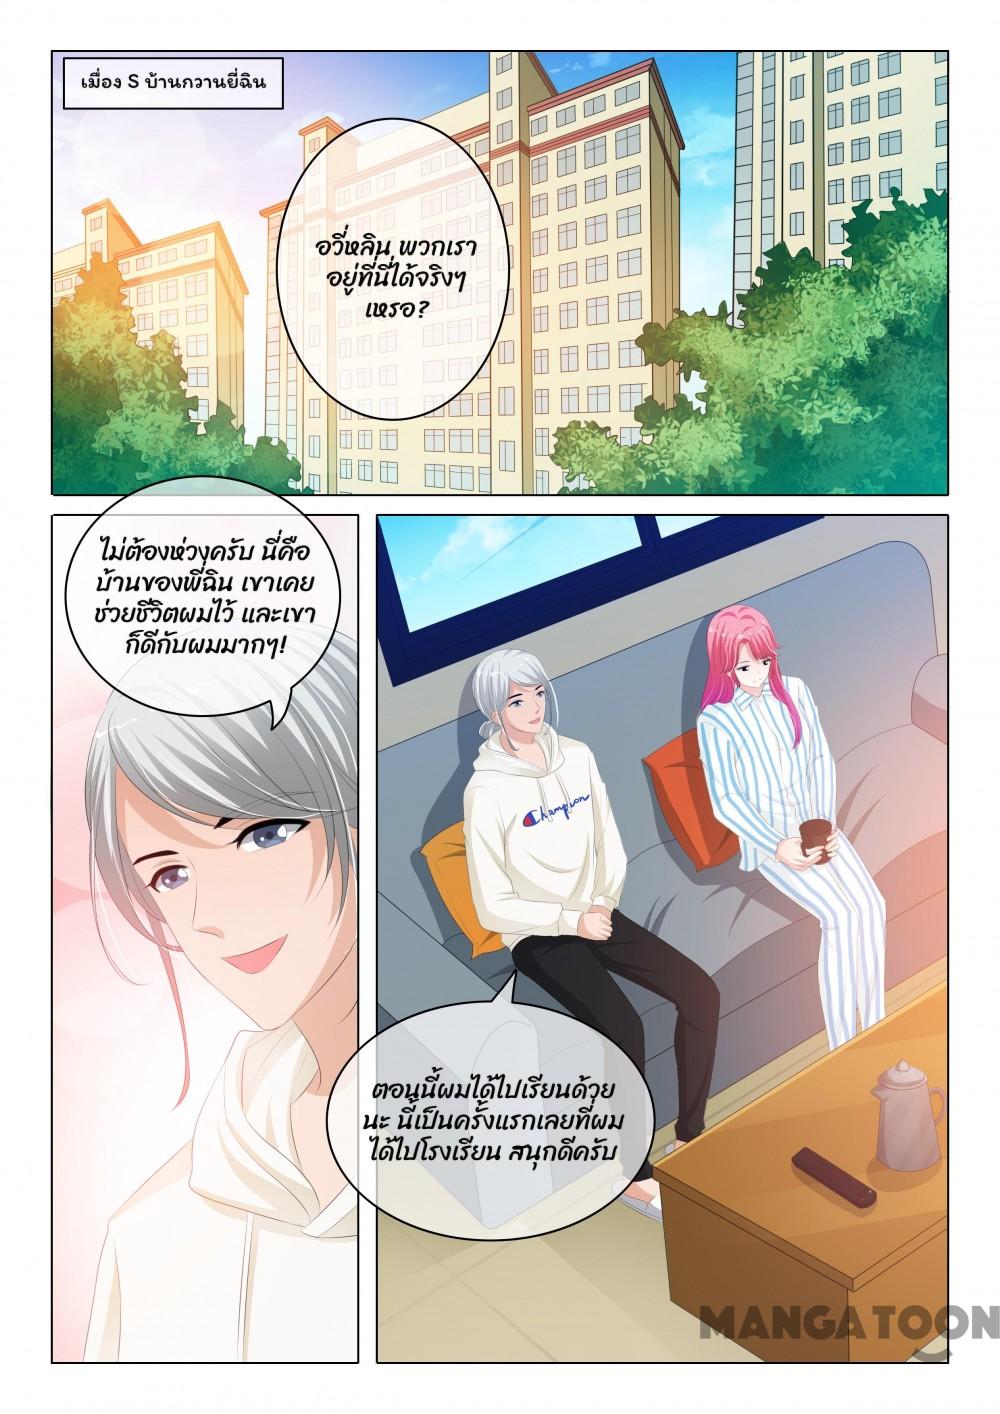 เมื่อง S บ้านกวานยี่ฉิน
อวี่หลิน พวกเรา
อยู่ที่นี่ได้จริงๆ
เหรอ?
ไม่ต้องห่วงครับ นี่คือ
บ้านของพี่ฉิน เขาเคย
ช่วยชีวิตผมไว้ และเขา
ก็ดีกับผมมากๆ!
Champion
ตอนนี้ผมได้ไปเรียนด้วย
นะ นี้เป็นครั้งแรกเลยที่ผม
ได้ไปโรงเรียน สนุกดีครับ
MANGATOON